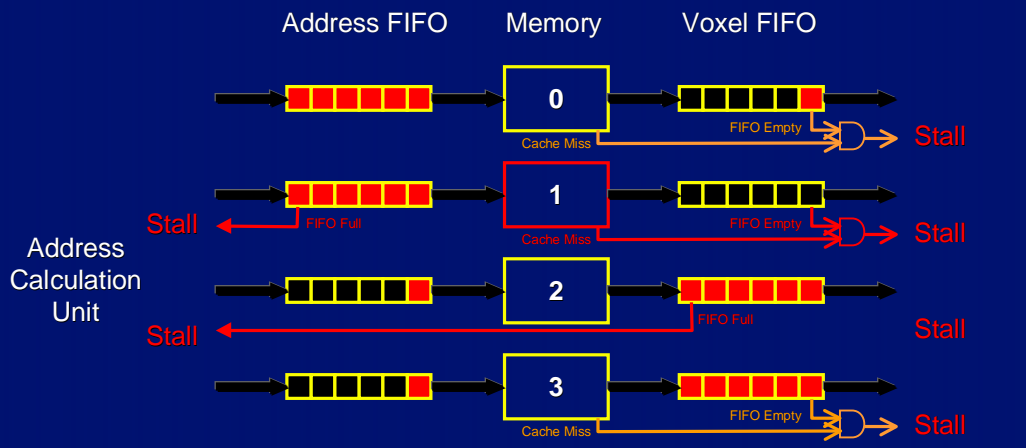 Address FIFO Memory Voxel FIFO
0
FIFO Empty
Cache Miss
Stall
1
Stall
FIFO Full
FIFO Empty
Cache Miss
Stall
Address
Calculation
Unit
2
Stall
FIFO Full
Stall
3
FIFO Empty
Cache Miss
Stall